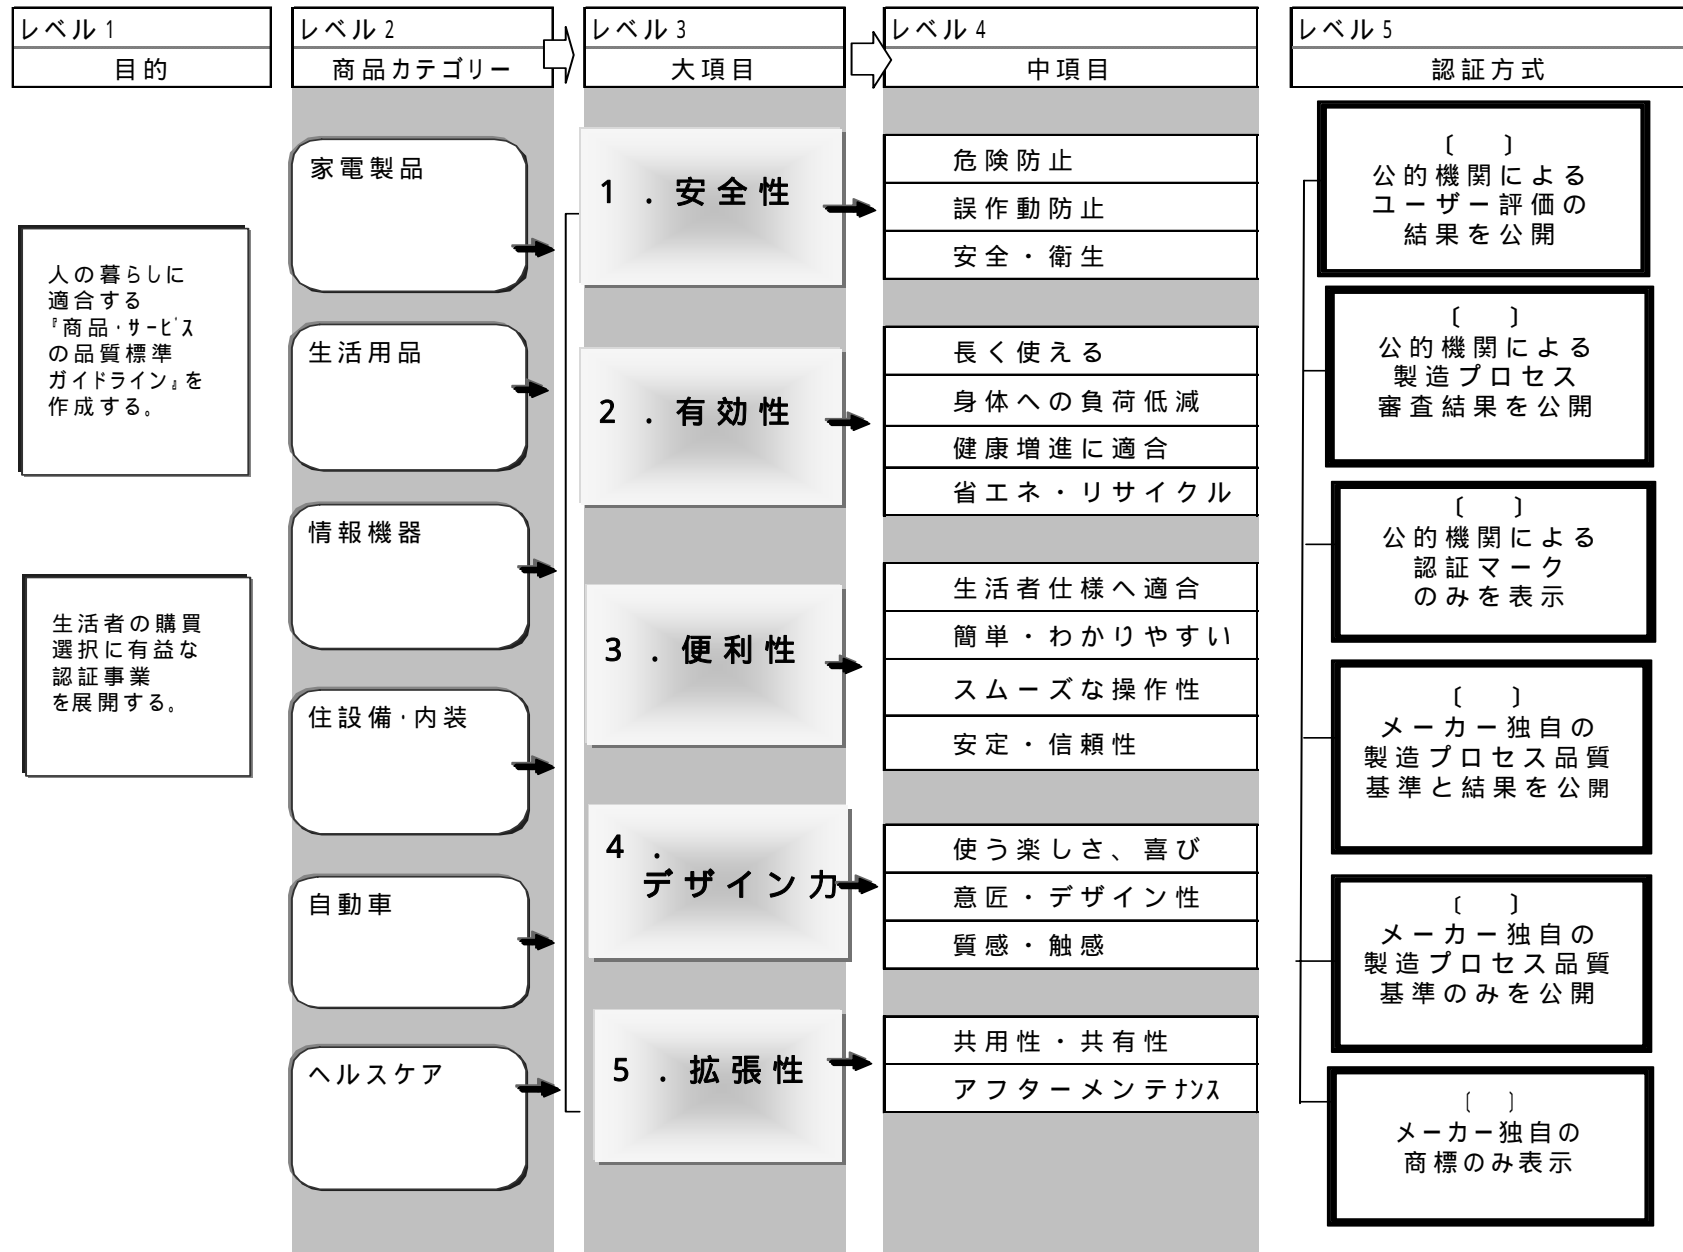 レベル1
目的
レベル2
商品カテゴリー
レベル3
大項目
レベル4
中項目
レベル5
認証方式
人の暮らしに
適合する
『商品・サービス
の品質標準
ガイドライン』を
作成する。
生活者の購買
選択に有益な
認証事業
を展開する。
家電製品
生活用品
情報機器
住設備・内装
自動車
ヘルスケア
1.安全性
2.有効性
3.便利性
4.
デザイン力
5.拡張性
危険防止
誤作動防止
安全・衛生
長く使える
身体への負荷低減
健康増進に適合
省エネ・リサイクル
生活者仕様へ適合
簡単・わかりやすい
スムーズな操作性
安定・信頼性
使う楽しさ、喜び
意匠・デザイン性
質感・触感
共用性・共有性
アフターメンテナンス
〔　〕
公的機関による
ユーザー評価の
結果を公開
〔　〕
公的機関による
製造プロセス
審査結果を公開
〔　〕
公的機関による
認証マーク
のみを表示
〔　〕
メーカー独自の
製造プロセス品質
基準と結果を公開
〔　〕
メーカー独自の
製造プロセス品質
基準のみを公開
〔　〕
メーカー独自の
商標のみ表示